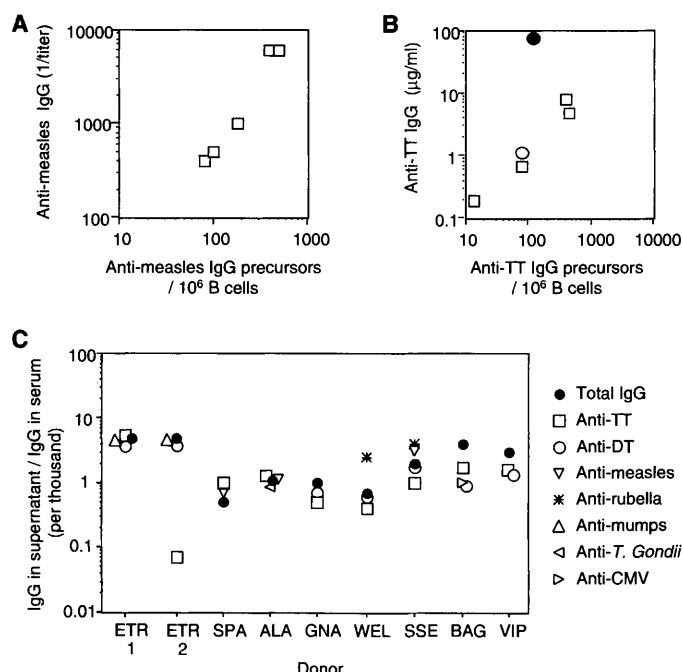 A
10000
1000
100
Anti-measles IgG (1/titer)
10 100 1000
Anti-measles IgG precursors
/ 10⁶ B cells
B
100
10
1
0.1
Anti-TT IgG (μg/ml)
10 100 1000 10000
Anti-TT IgG precursors
/ 10⁶ B cells
C
100
10
1
0.1
0.01
IgG in supernatant / IgG in serum
(per thousand)
ETR ETR SPA ALA GNA WEL SSE BAG VIP
1 2
Donor
Total IgG
Anti-TT
Anti-DT
Anti-measles
Anti-rubella
Anti-mumps
Anti-T. Gondii
Anti-CMV